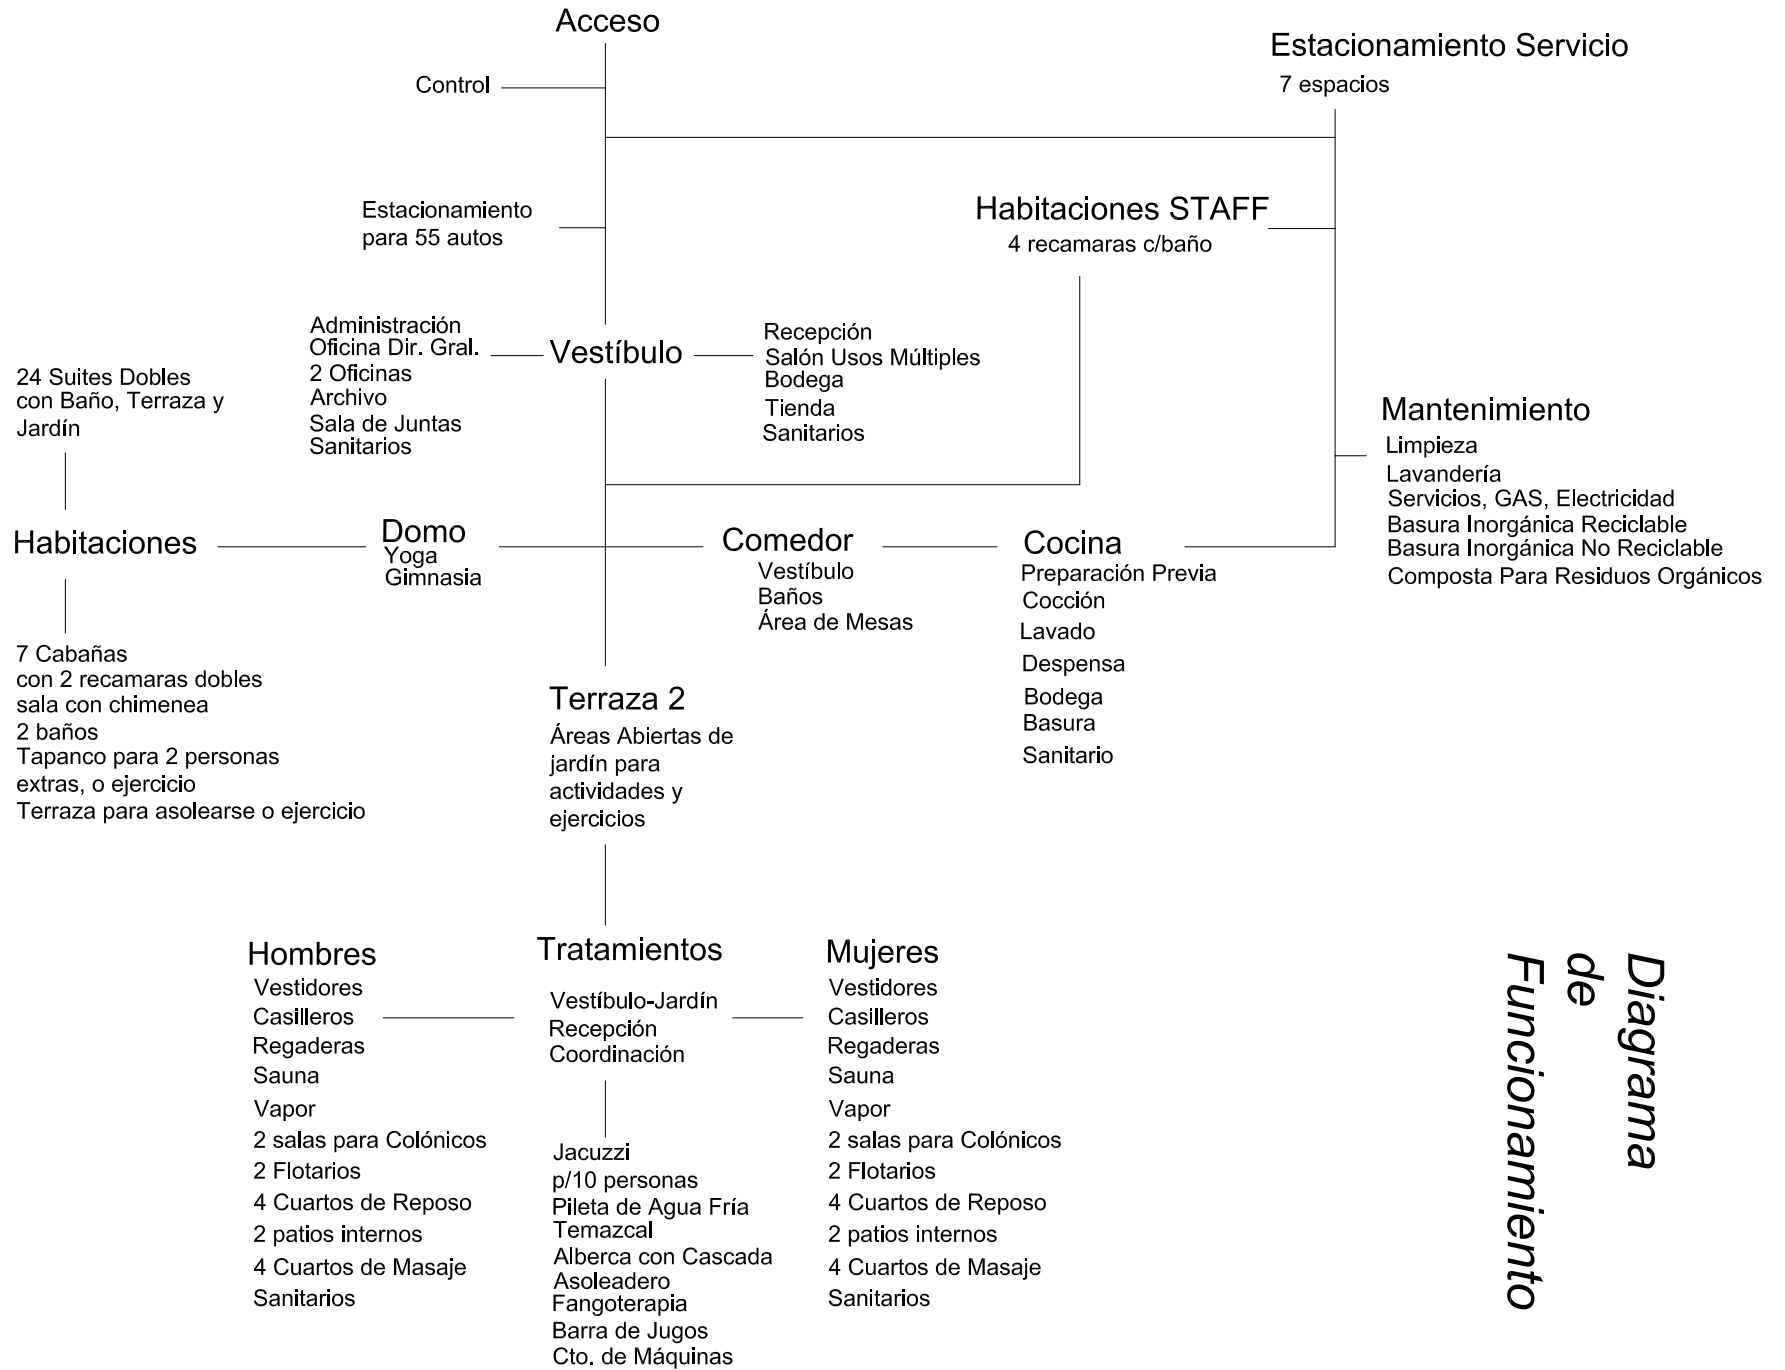 Acceso
Control
Estacionamiento Servicio
7 espacios
Estacionamiento
para 55 autos
Habitaciones STAFF
4 recamaras c/baño
Administración
Oficina Dir. Gral.
2 Oficinas
Archivo
Sala de Juntas
Sanitarios
Vestíbulo
Recepción
Salón Usos Múltiples
Bodega
Tienda
Sanitarios
24 Suites Dobles
con Baño, Terraza y
Jardín
Habitaciones
7 Cabañas
con 2 recamaras dobles
sala con chimenea
2 baños
Tapanco para 2 personas
extras, o ejercicio
Terraza para asolearse o ejercicio
Domo
Yoga
Gimnasia
Comedor
Vestíbulo
Baños
Área de Mesas
Cocina
Preparación Previa
Cocción
Lavado
Despensa
Bodega
Basura
Sanitario
Mantenimiento
Limpieza
Lavandería
Servicios, GAS, Electricidad
Basura Inorgánica Reciclable
Basura Inorgánica No Reciclable
Composta Para Residuos Orgánicos
Terraza 2
Áreas Abiertas de
jardín para
actividades y
ejercicios
Hombres
Vestidores
Casilleros
Regaderas
Sauna
Vapor
2 salas para Colónicos
2 Flotarios
4 Cuartos de Reposo
2 patios internos
4 Cuartos de Masaje
Sanitarios
Tratamientos
Vestíbulo-Jardín
Recepción
Coordinación
Jacuzzi
p/10 personas
Pileta de Agua Fría
Temazcal
Alberca con Cascada
Asoleadero
Fangoterapia
Barra de Jugos
Cto. de Máquinas
Mujeres
Vestidores
Casilleros
Regaderas
Sauna
Vapor
2 salas para Colónicos
2 Flotarios
4 Cuartos de Reposo
2 patios internos
4 Cuartos de Masaje
Sanitarios
Diagrama
de
Funcionamiento